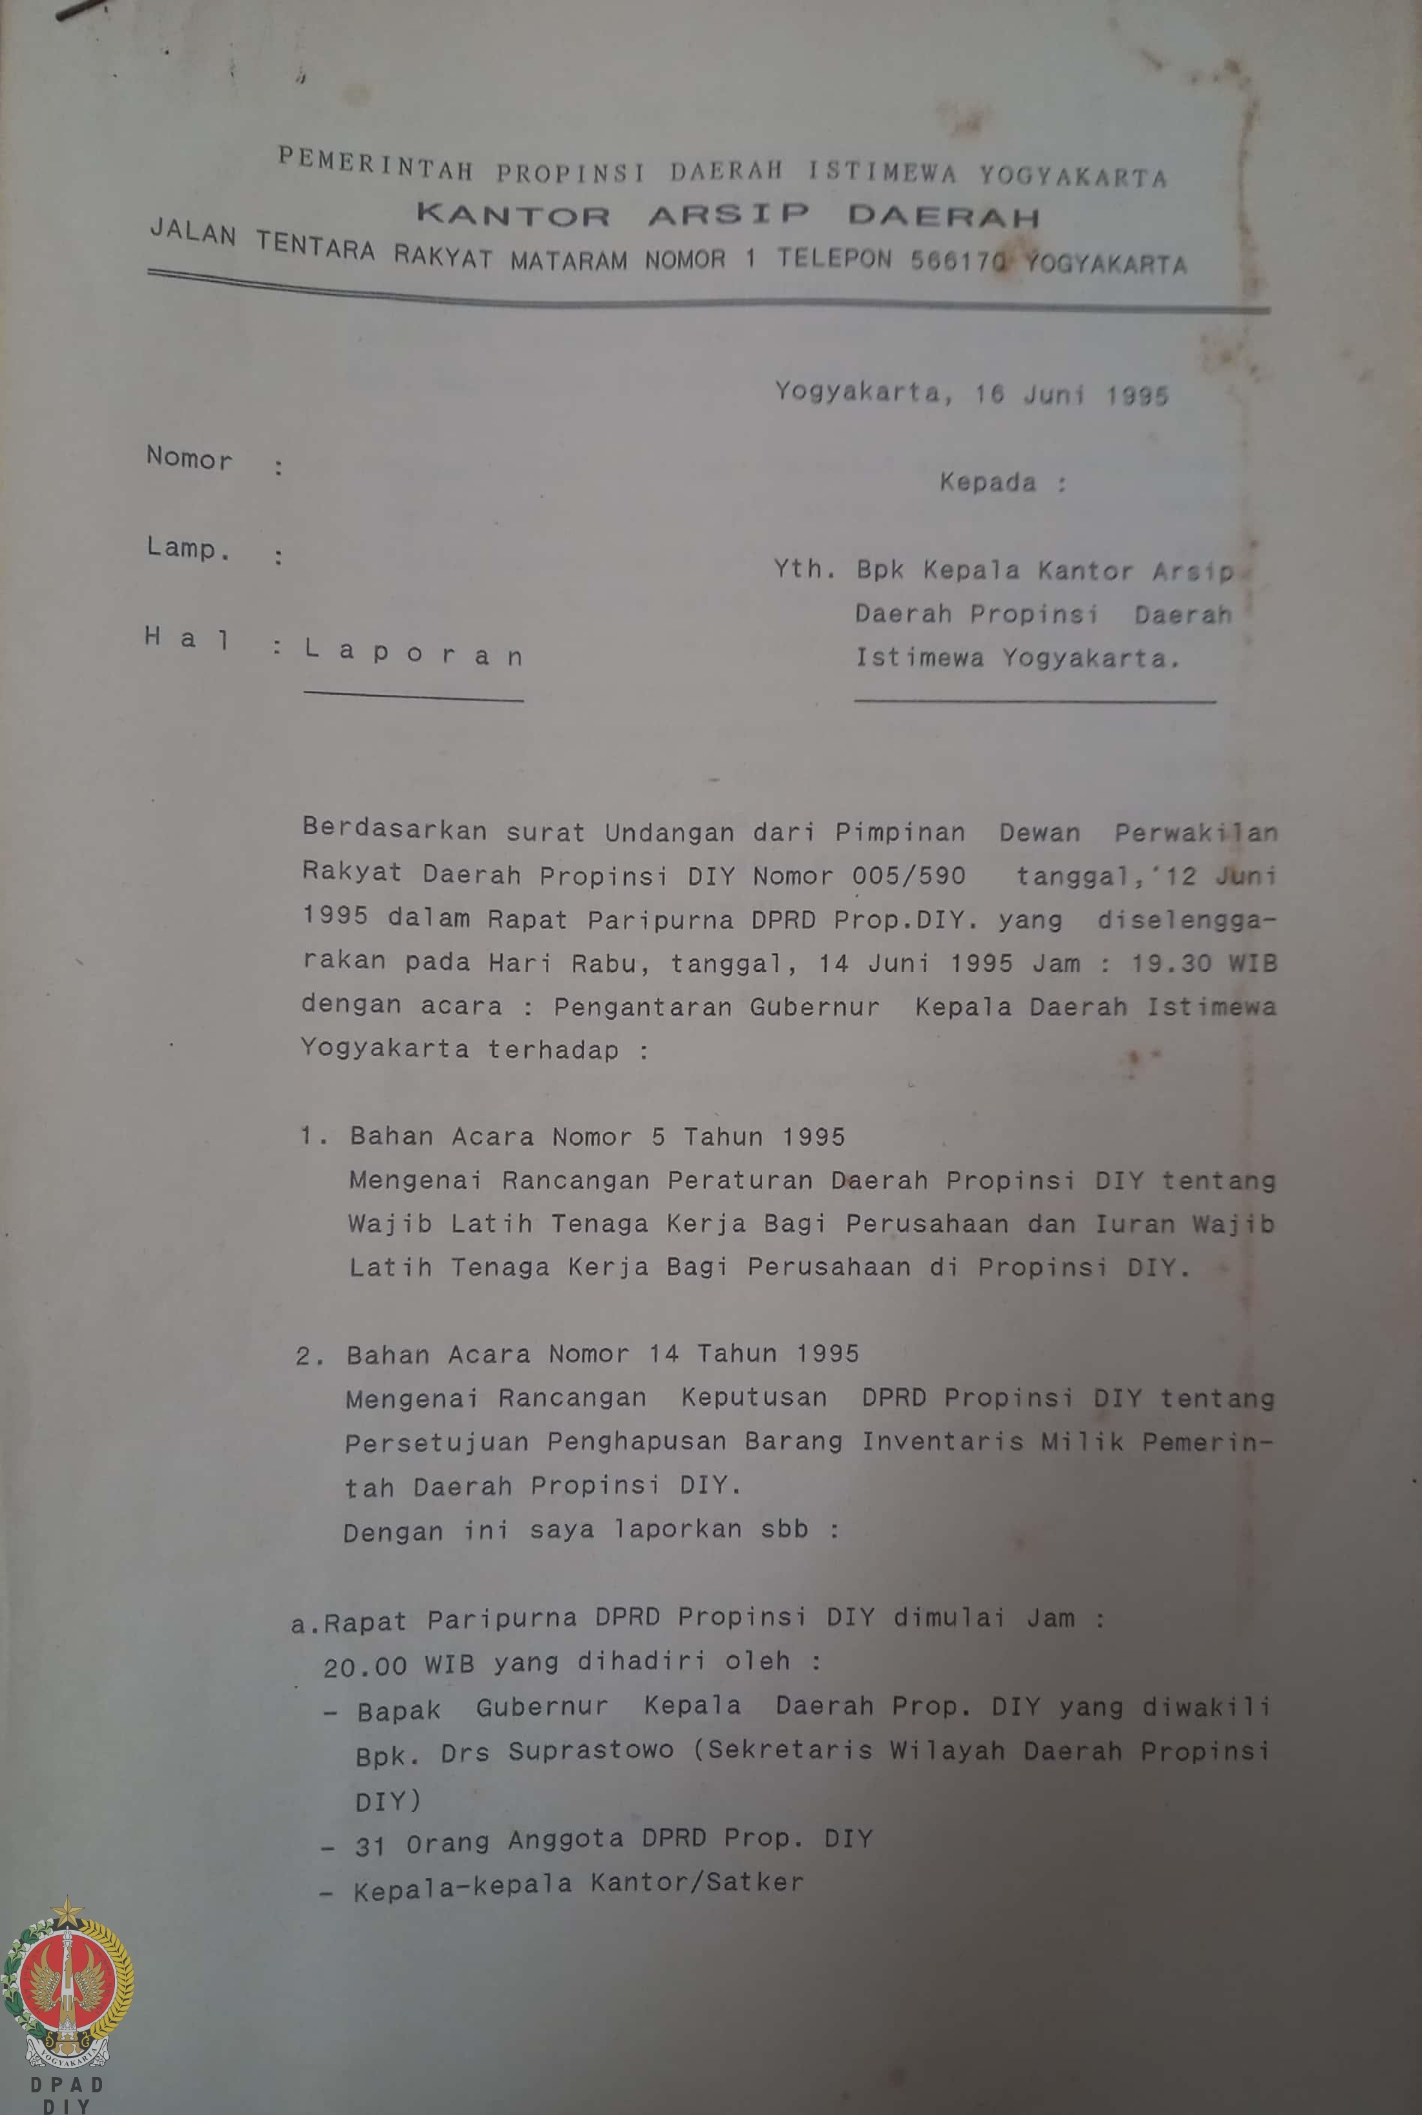 PEMERINTAH PROPINSI DAERAH ISTIMEWA YOGYAKARTA
KANTOR ARSIP DAERAH
JALAN TENTARA RAKYAT MATARAM NOMOR 1 TELEPON 566170 YOGYAKARTA
Yogyakarta, 16 Juni 1995
Nomor :
Kepada :
Lamp. :
Yth. Bpk Kepala Kantor Arsip
Daerah Propinsi Daerah
Istimewa Yogyakarta.
H a l : L a p o r a n
Berdasarkan surat Undangan dari Pimpinan Dewan Perwakilan
Rakyat Daerah Propinsi DIY Nomor 005/590 tanggal, 12 Juni
1995 dalam Rapat Paripurna DPRD Prop.DIY. yang diselengga-
rakan pada Hari Rabu, tanggal, 14 Juni 1995 Jam : 19.30 WIB
dengan acara : Pengantaran Gubernur Kepala Daerah Istimewa
Yogyakarta terhadap :
1. Bahan Acara Nomor 5 Tahun 1995
Mengenai Rancangan Peraturan Daerah Propinsi DIY tentang
Wajib Latih Tenaga Kerja Bagi Perusahaan dan Iuran Wajib
Latih Tenaga Kerja Bagi Perusahaan di Propinsi DIY.
2. Bahan Acara Nomor 14 Tahun 1995
Mengenai Rancangan Keputusan DPRD Propinsi DIY tentang
Persetujuan Penghapusan Barang Inventaris Milik Pemerin-
tah Daerah Propinsi DIY.
Dengan ini saya laporkan sbb :
a.Rapat Paripurna DPRD Propinsi DIY dimulai Jam :
20.00 WIB yang dihadiri oleh :
- Bapak Gubernur Kepala Daerah Prop. DIY yang diwakili
Bpk. Drs Suprastowo (Sekretaris Wilayah Daerah Propinsi
DIY)
- 31 Orang Anggota DPRD Prop. DIY
- Kepala-kepala Kantor/Satker
YOGYAKARTA
DPAD
DIY